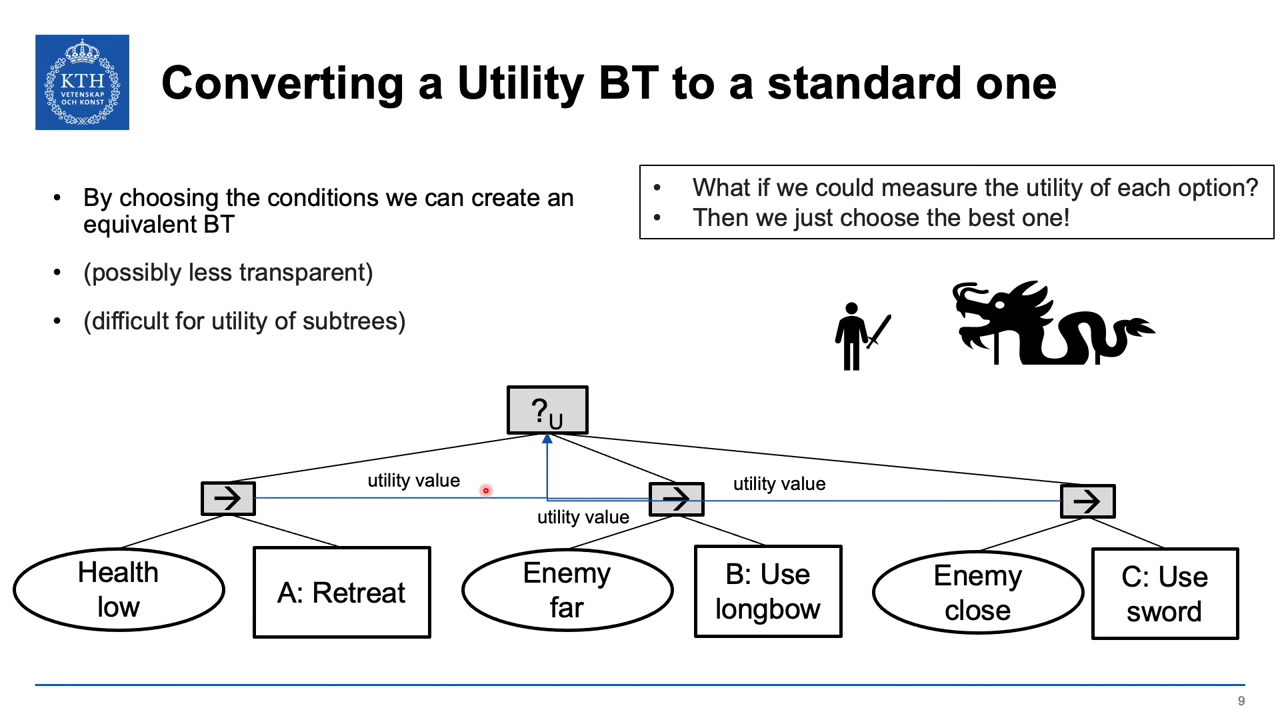 KTH
VETENSKAP
OCH KONST
Converting a Utility BT to a standard one
• By choosing the conditions we can create an
equivalent BT
• (possibly less transparent)
• (difficult for utility of subtrees)
• What if we could measure the utility of each option?
• Then we just choose the best one!
?U
utility value
utility value
utility value
→
→
→
Health
low
A: Retreat
Enemy
far
B: Use
longbow
Enemy
close
C: Use
sword
9